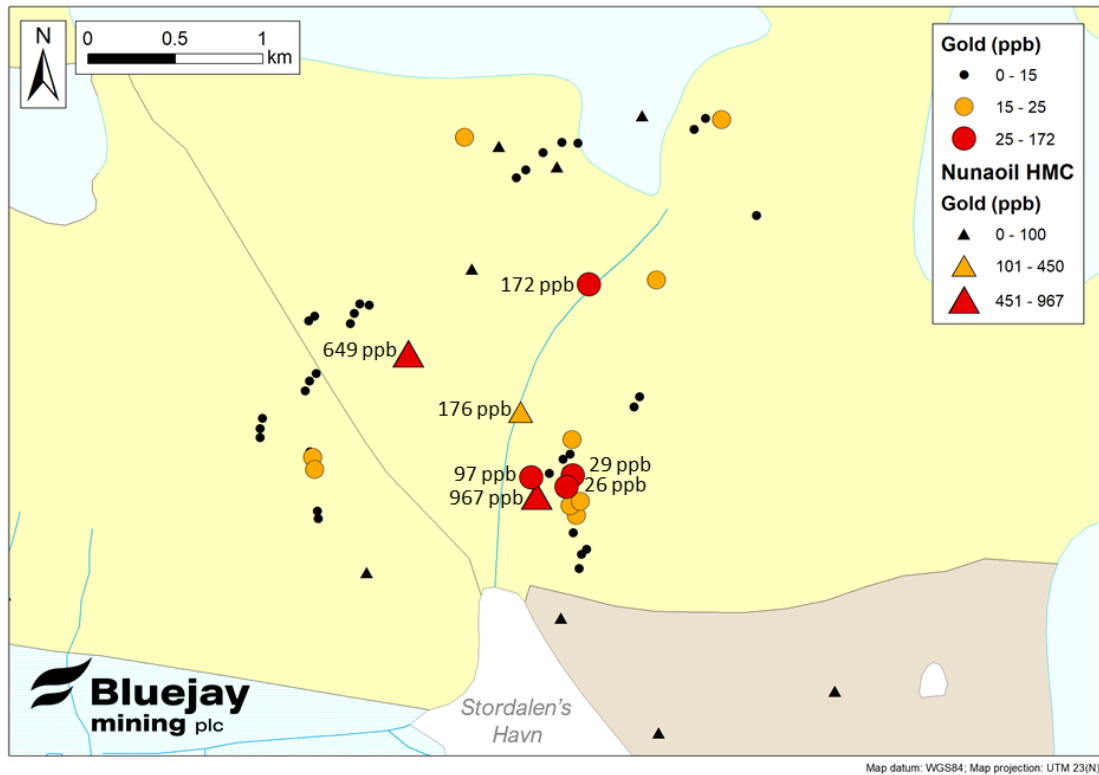 N
0 0.5 1
km
Gold (ppb)
0 - 15
15 - 25
25 - 172
Nunaoil HMC
Gold (ppb)
0 - 100
101 - 450
451 - 967
172 ppb
649 ppb
176 ppb
97 ppb
29 ppb
26 ppb
967 ppb
Bluejay
mining plc
Stordalen's
Havn
Map datum: WGS84; Map projection: UTM 23(N)